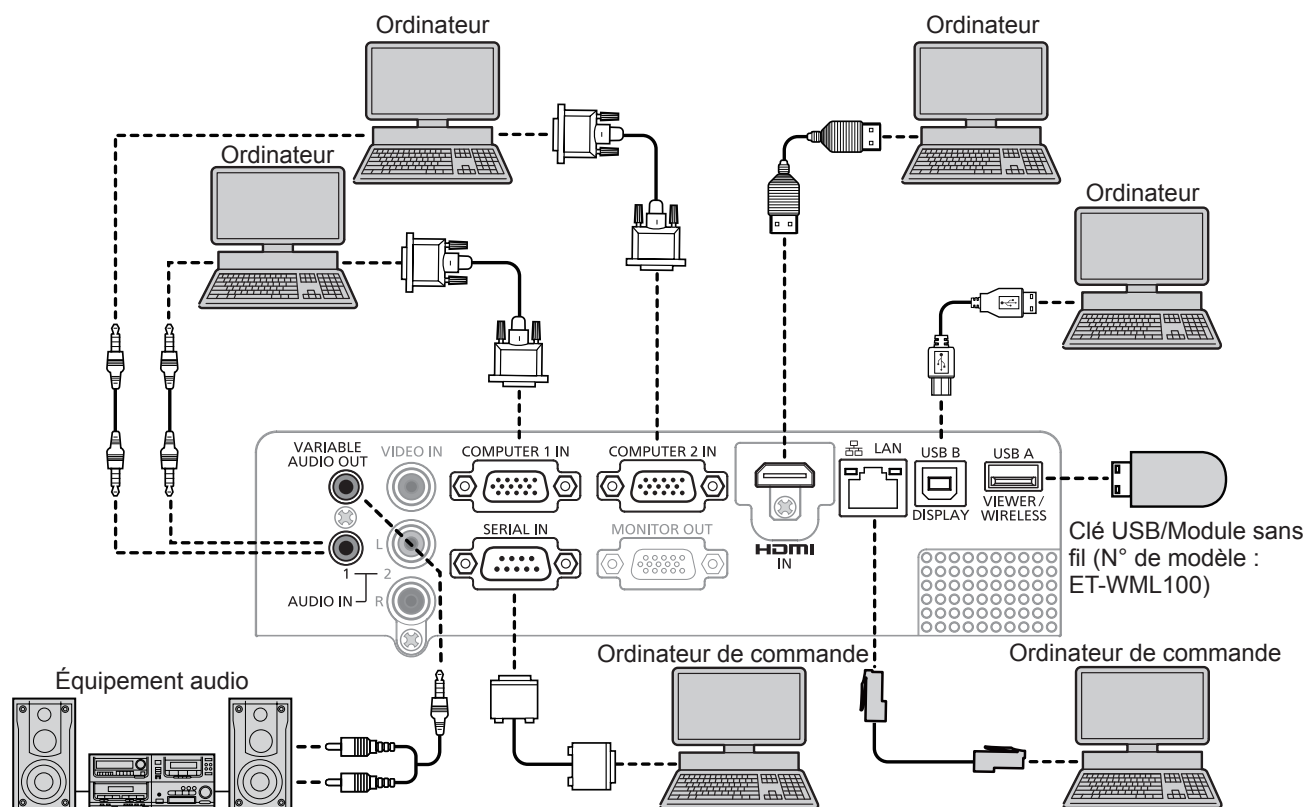 Ordinateur
Ordinateur
Ordinateur
Ordinateur
VARIABLE
AUDIO OUT
VIDEO IN
COMPUTER 1 IN
COMPUTER 2 IN
LAN
USB B
USB A
DISPLAY
VIEWER/
WIRELESS
SERIAL IN
MONITOR OUT
HDMI
IN
L
1
2
AUDIO IN
R
Clé USB/Module sans
fil (N° de modèle :
ET-WML100)
Équipement audio
Ordinateur de commande
Ordinateur de commande